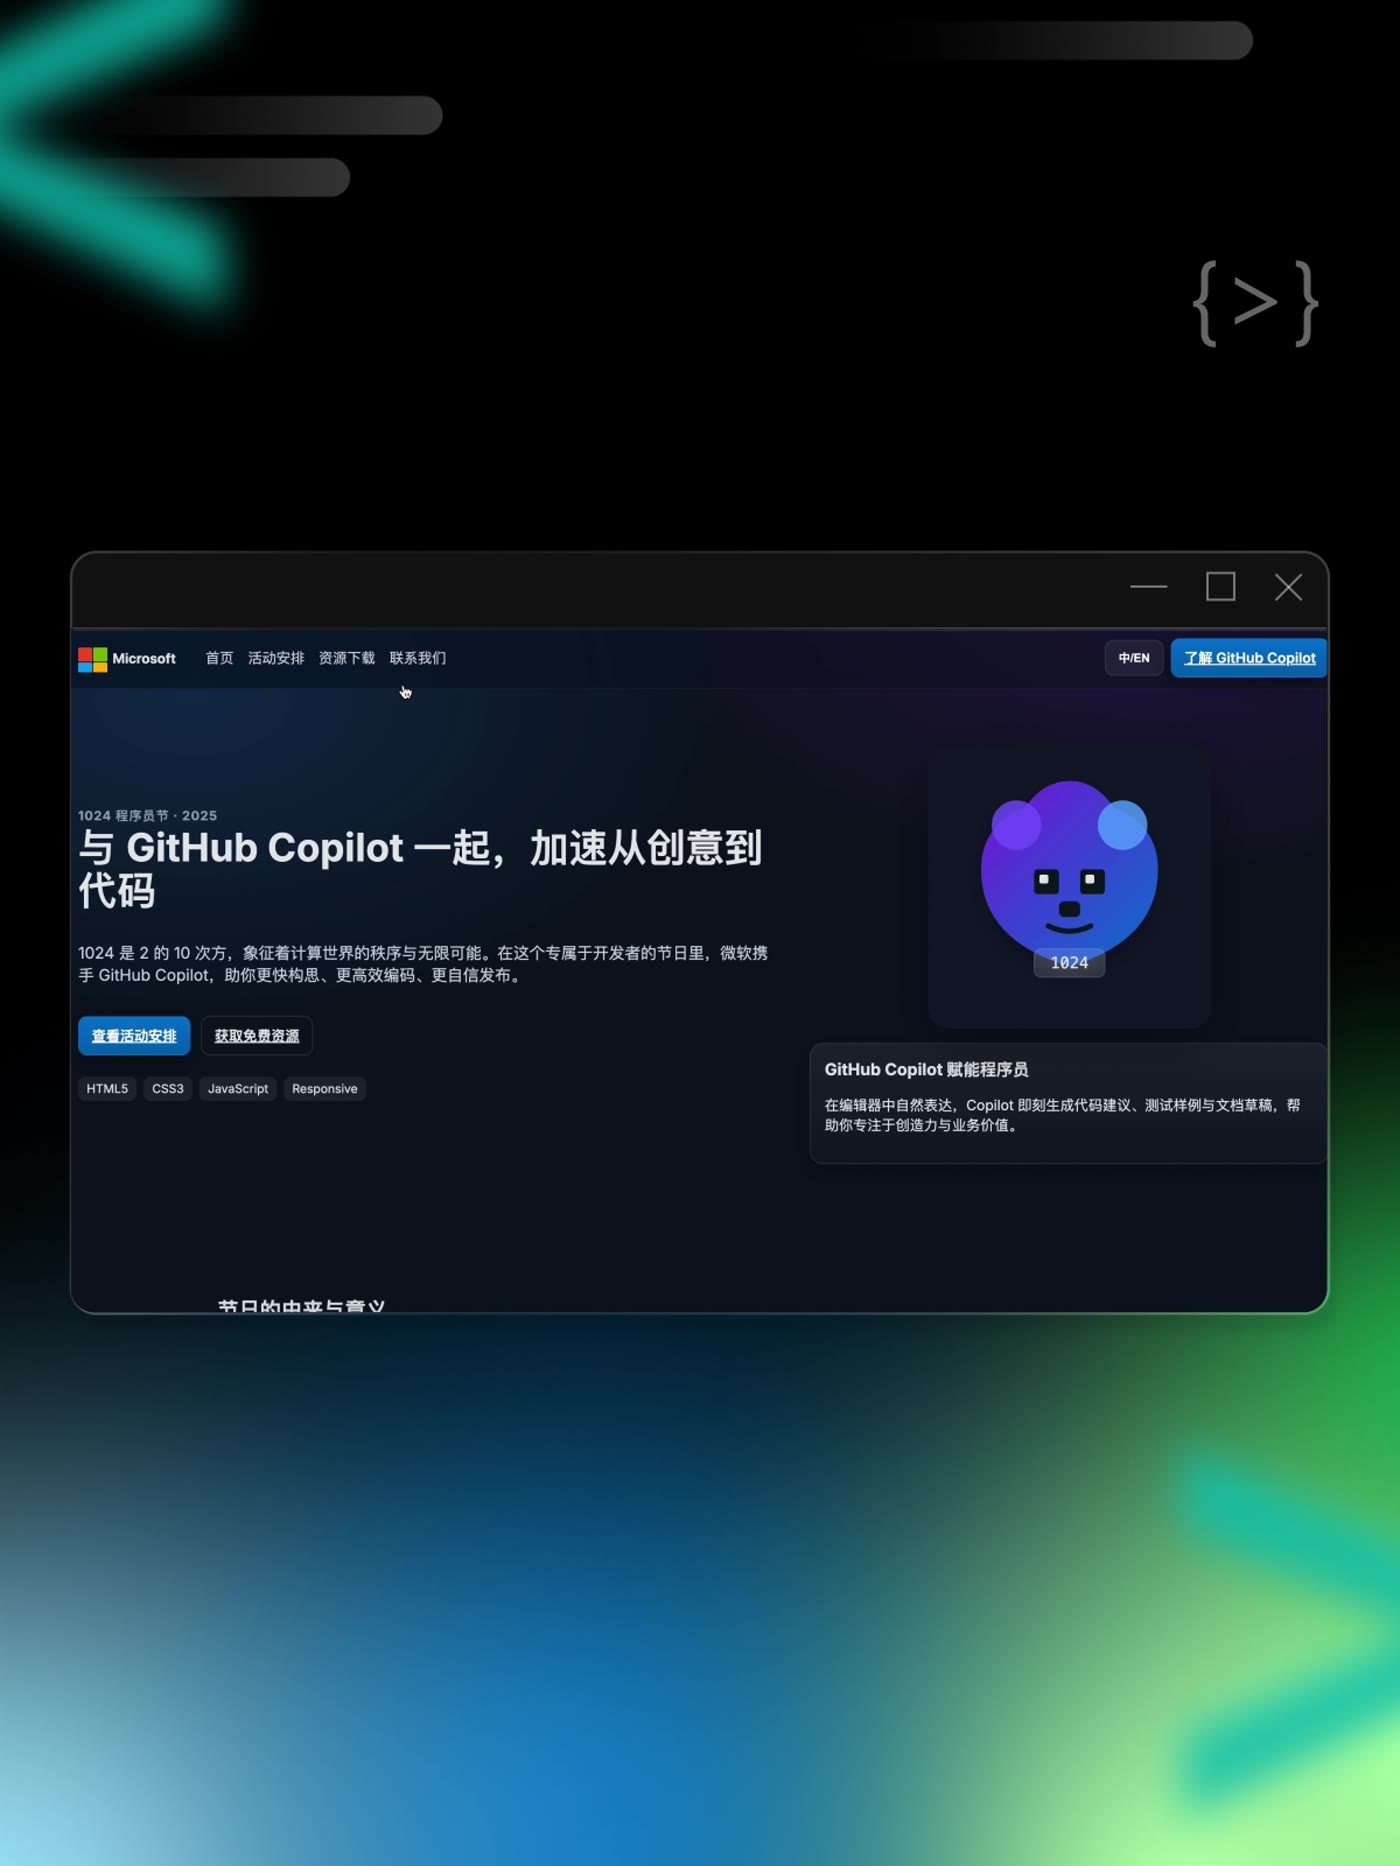 {>}
Microsoft 首页 活动安排 资源下载 联系我们 中/EN 了解 GitHub Copilot
1024 程序员节 · 2025
与 GitHub Copilot 一起，加速从创意到
代码
1024 是 2 的 10 次方，象征着计算世界的秩序与无限可能。在这个专属于开发者的节日里，微软携
手 GitHub Copilot，助你更快构思、更高效编码、更自信发布。
查看活动安排 获取免费资源
HTML5 CSS3 JavaScript Responsive
1024
GitHub Copilot 赋能程序员
在编辑器中自然表达，Copilot 即刻生成代码建议、测试样例与文档草稿，帮
助你专注于创造力与业务价值。
节日的由来与意义